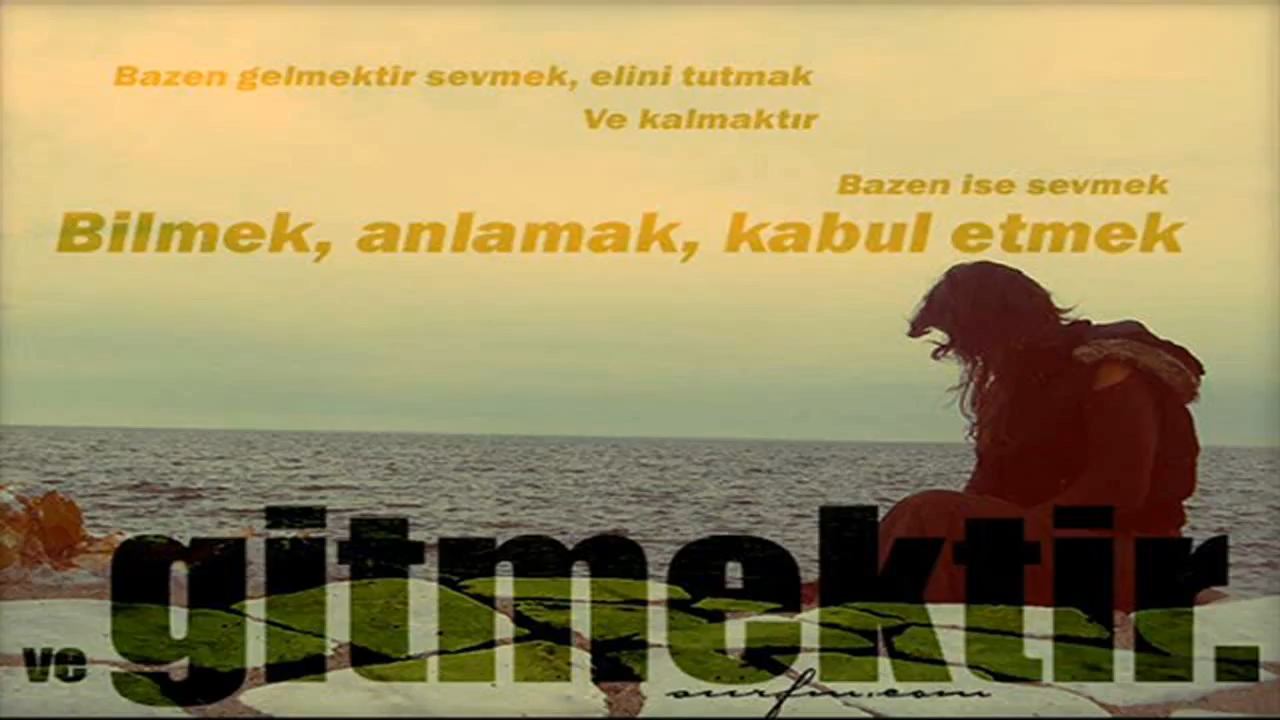 Bazen gelmektir sevmek, elini tutmak
Ve kalmaktır
Bazen ise sevmek
Bilmek, anlamak, kabul etmek
ve gitmektir.